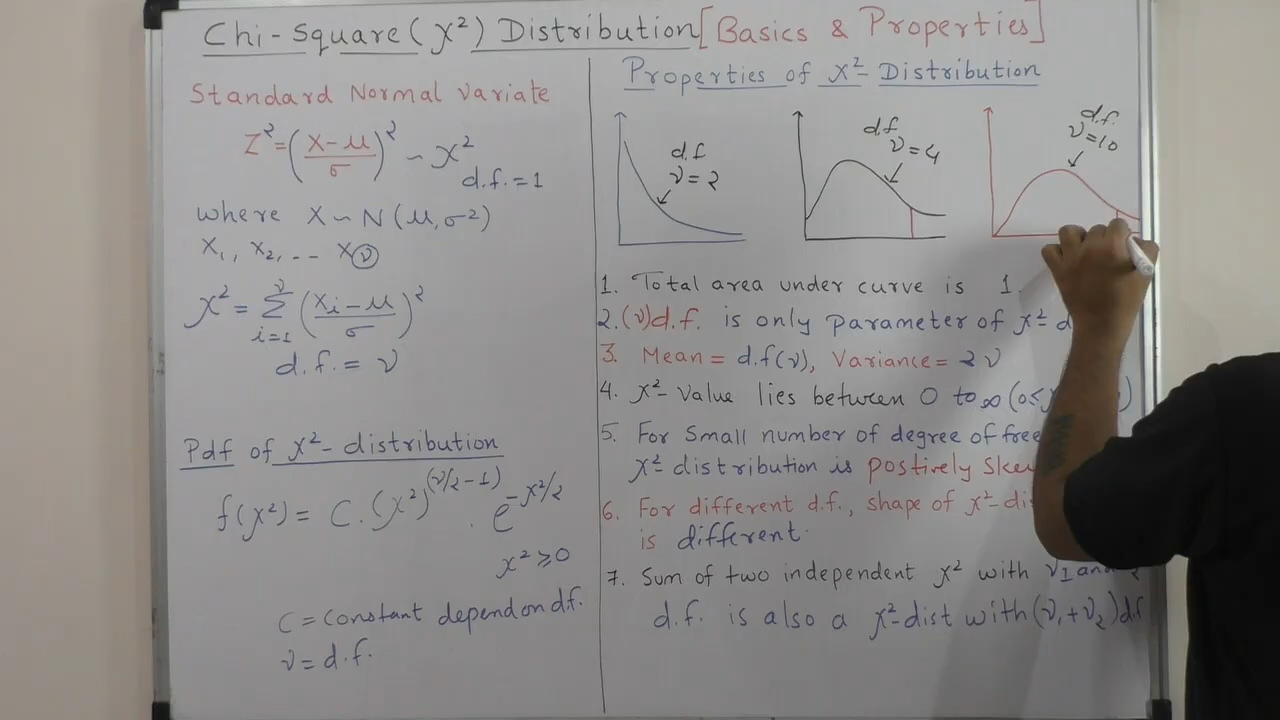 Chi-Square(χ²) Distribution[Basics & Properties]
Standard Normal Variate
Z²=(X-μ/σ)² ~ χ²
d.f.=1
where X ~ N(μ,σ²)
X₁, X₂, .. X ν
χ² = Σ i=1 ν (Xi-μ/σ)²
d.f. = ν
Pdf of χ²-distribution
f(χ²) = C.(χ²)^(ν/2-1) . e^-χ²/2
χ² ≥ 0
C = constant depend on d.f.
ν = d.f.
Properties of χ²-Distribution
d.f
ν = 2
d.f
ν = 4
d.f.
ν = 10
1. Total area under curve is 1.
2.(ν)d.f. is only parameter of χ²-
3. Mean = d.f(ν), Variance = 2ν
4. χ²-Value lies between 0 to ∞ (0≤
5. For Small number of degree of
χ²-distribution is postively
6. For different d.f., shape of χ²-
is different.
7. Sum of two independent χ² with ν1 and
d.f. is also a χ²-dist with (ν₁+ν₂)d.f